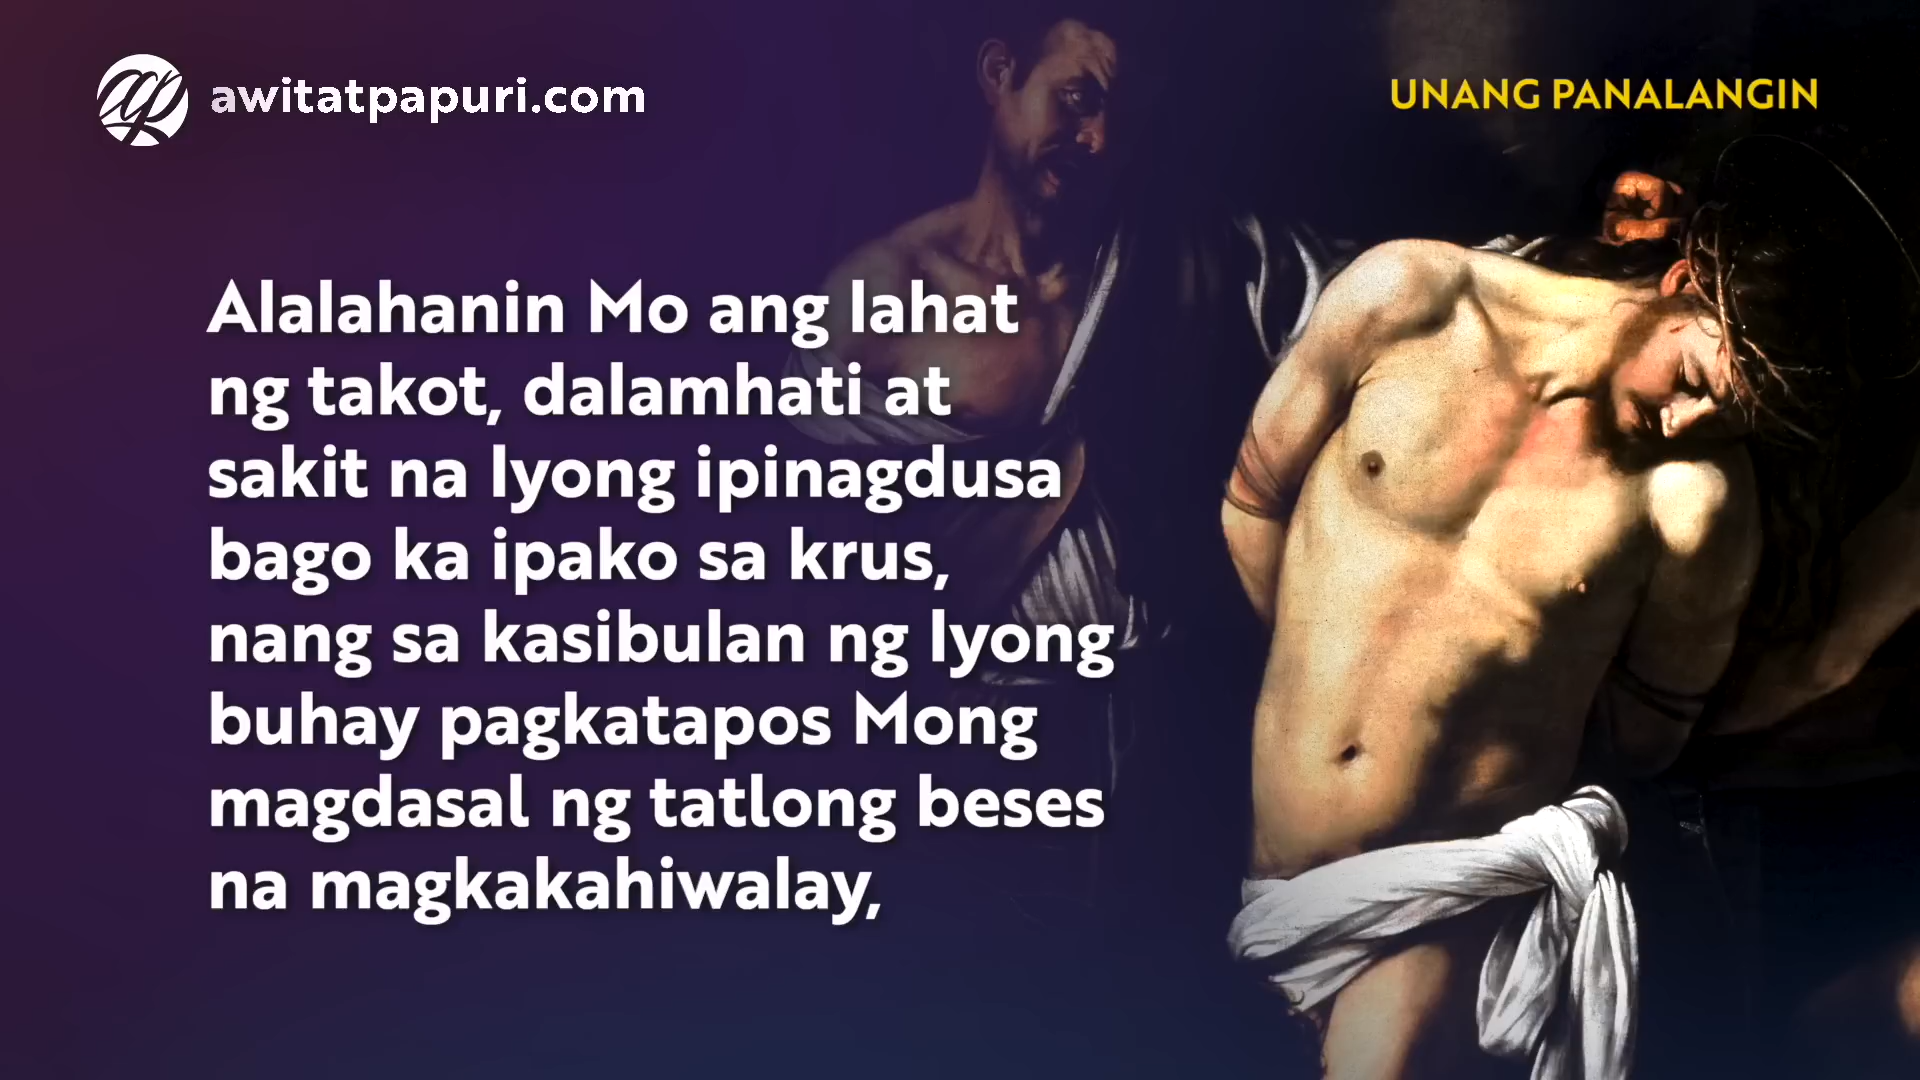 awitatpapuri.com
UNANG PANALANGIN
Alalahanin Mo ang lahat
ng takot, dalamhati at
sakit na Iyong ipinagdusa
bago ka ipako sa krus,
nang sa kasibulan ng Iyong
buhay pagkatapos Mong
magdasal ng tatlong beses
na magkakahiwalay,